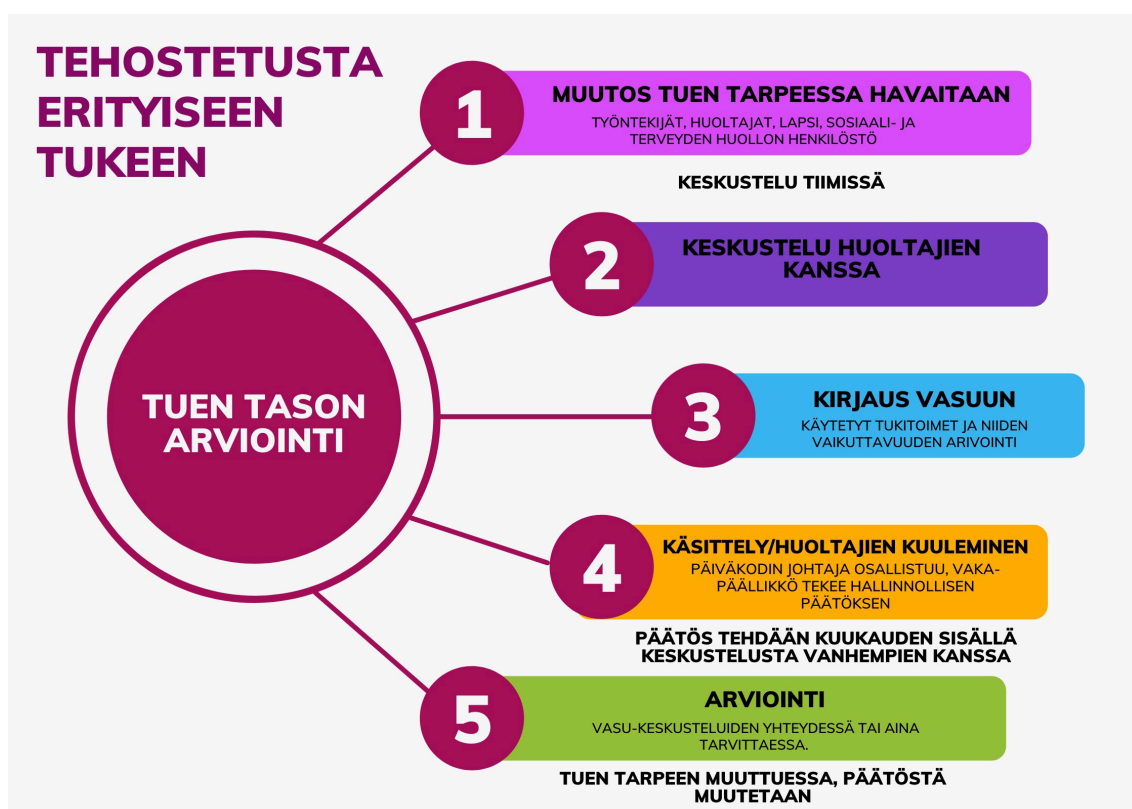 TEHOSTETUSTA
ERITYISEEN
TUKEEN
TUEN TASON
ARVIOINTI
1
MUUTOS TUEN TARPEESSA HAVAITAAN
TYÖNTEKIJÄT, HUOLTAJAT, LAPSI, SOSIAALI- JA
TERVEYDEN HUOLLON HENKILÖSTÖ
KESKUSTELU TIIMISSÄ
2
KESKUSTELU HUOLTAJIEN
KANSSA
3
KIRJAUS VASUUN
KÄYTETYT TUKITOIMET JA NIIDEN
VAIKUTTAVUUDEN ARIVOINTI
4
KÄSITTELY/HUOLTAJIEN KUULEMINEN
PÄIVÄKODIN JOHTAJA OSALLISTUU, VAKA-
PÄÄLLIKKÖ TEKEE HALLINNOLLISEN
PÄÄTÖKSEN
PÄÄTÖS TEHDÄÄN KUUKAUDEN SISÄLLÄ
KESKUSTELUSTA VANHEMPIEN KANSSA
5
ARVIOINTI
VASU-KESKUSTELUIDEN YHTEYDESSÄ TAI AINA
TARVITTAESSA.
TUEN TARPEEN MUUTTUESSA, PÄÄTÖSTÄ
MUUTETAAN